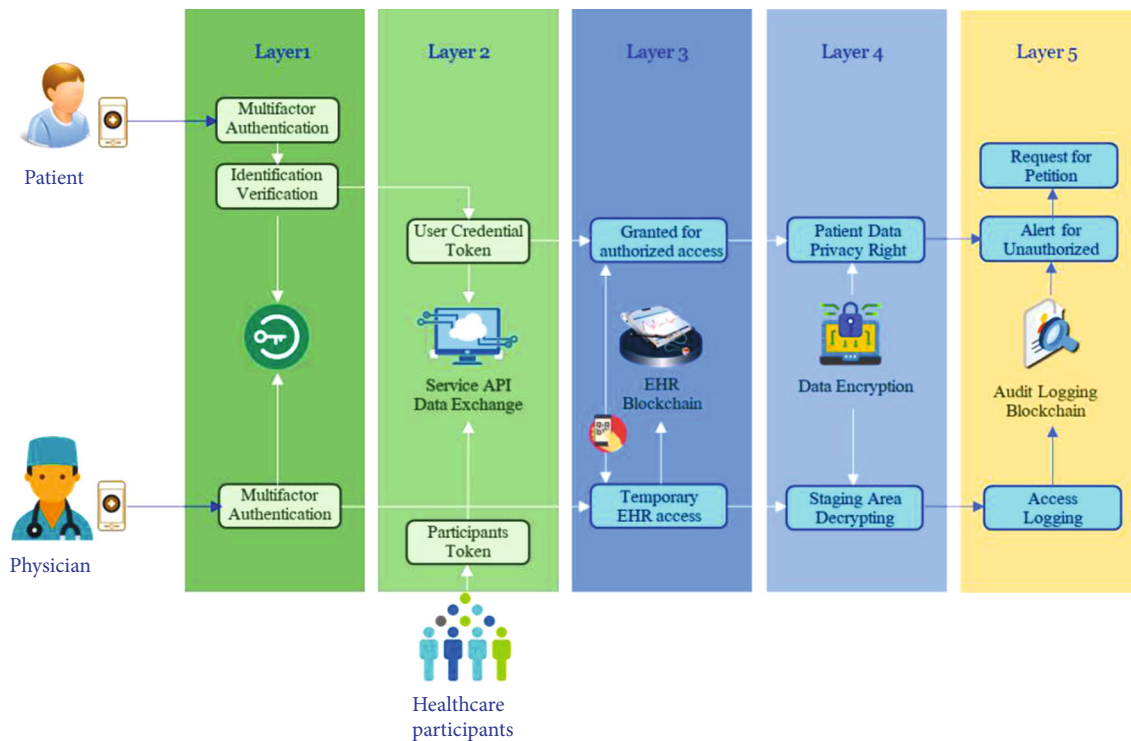 Layer1
Layer 2
Layer 3
Layer 4
Layer 5
Patient
Multifactor
Authentication
Identification
Verification
User Credential
Token
Granted for
authorized access
Patient Data
Privacy Right
Request for
Petition
Alert for
Unauthorized
Service API
Data Exchange
EHR
Blockchain
Data Encryption
Audit Logging
Blockchain
Physician
Multifactor
Authentication
Participants
Token
Temporary
EHR access
Staging Area
Decrypting
Access
Logging
Healthcare
participants